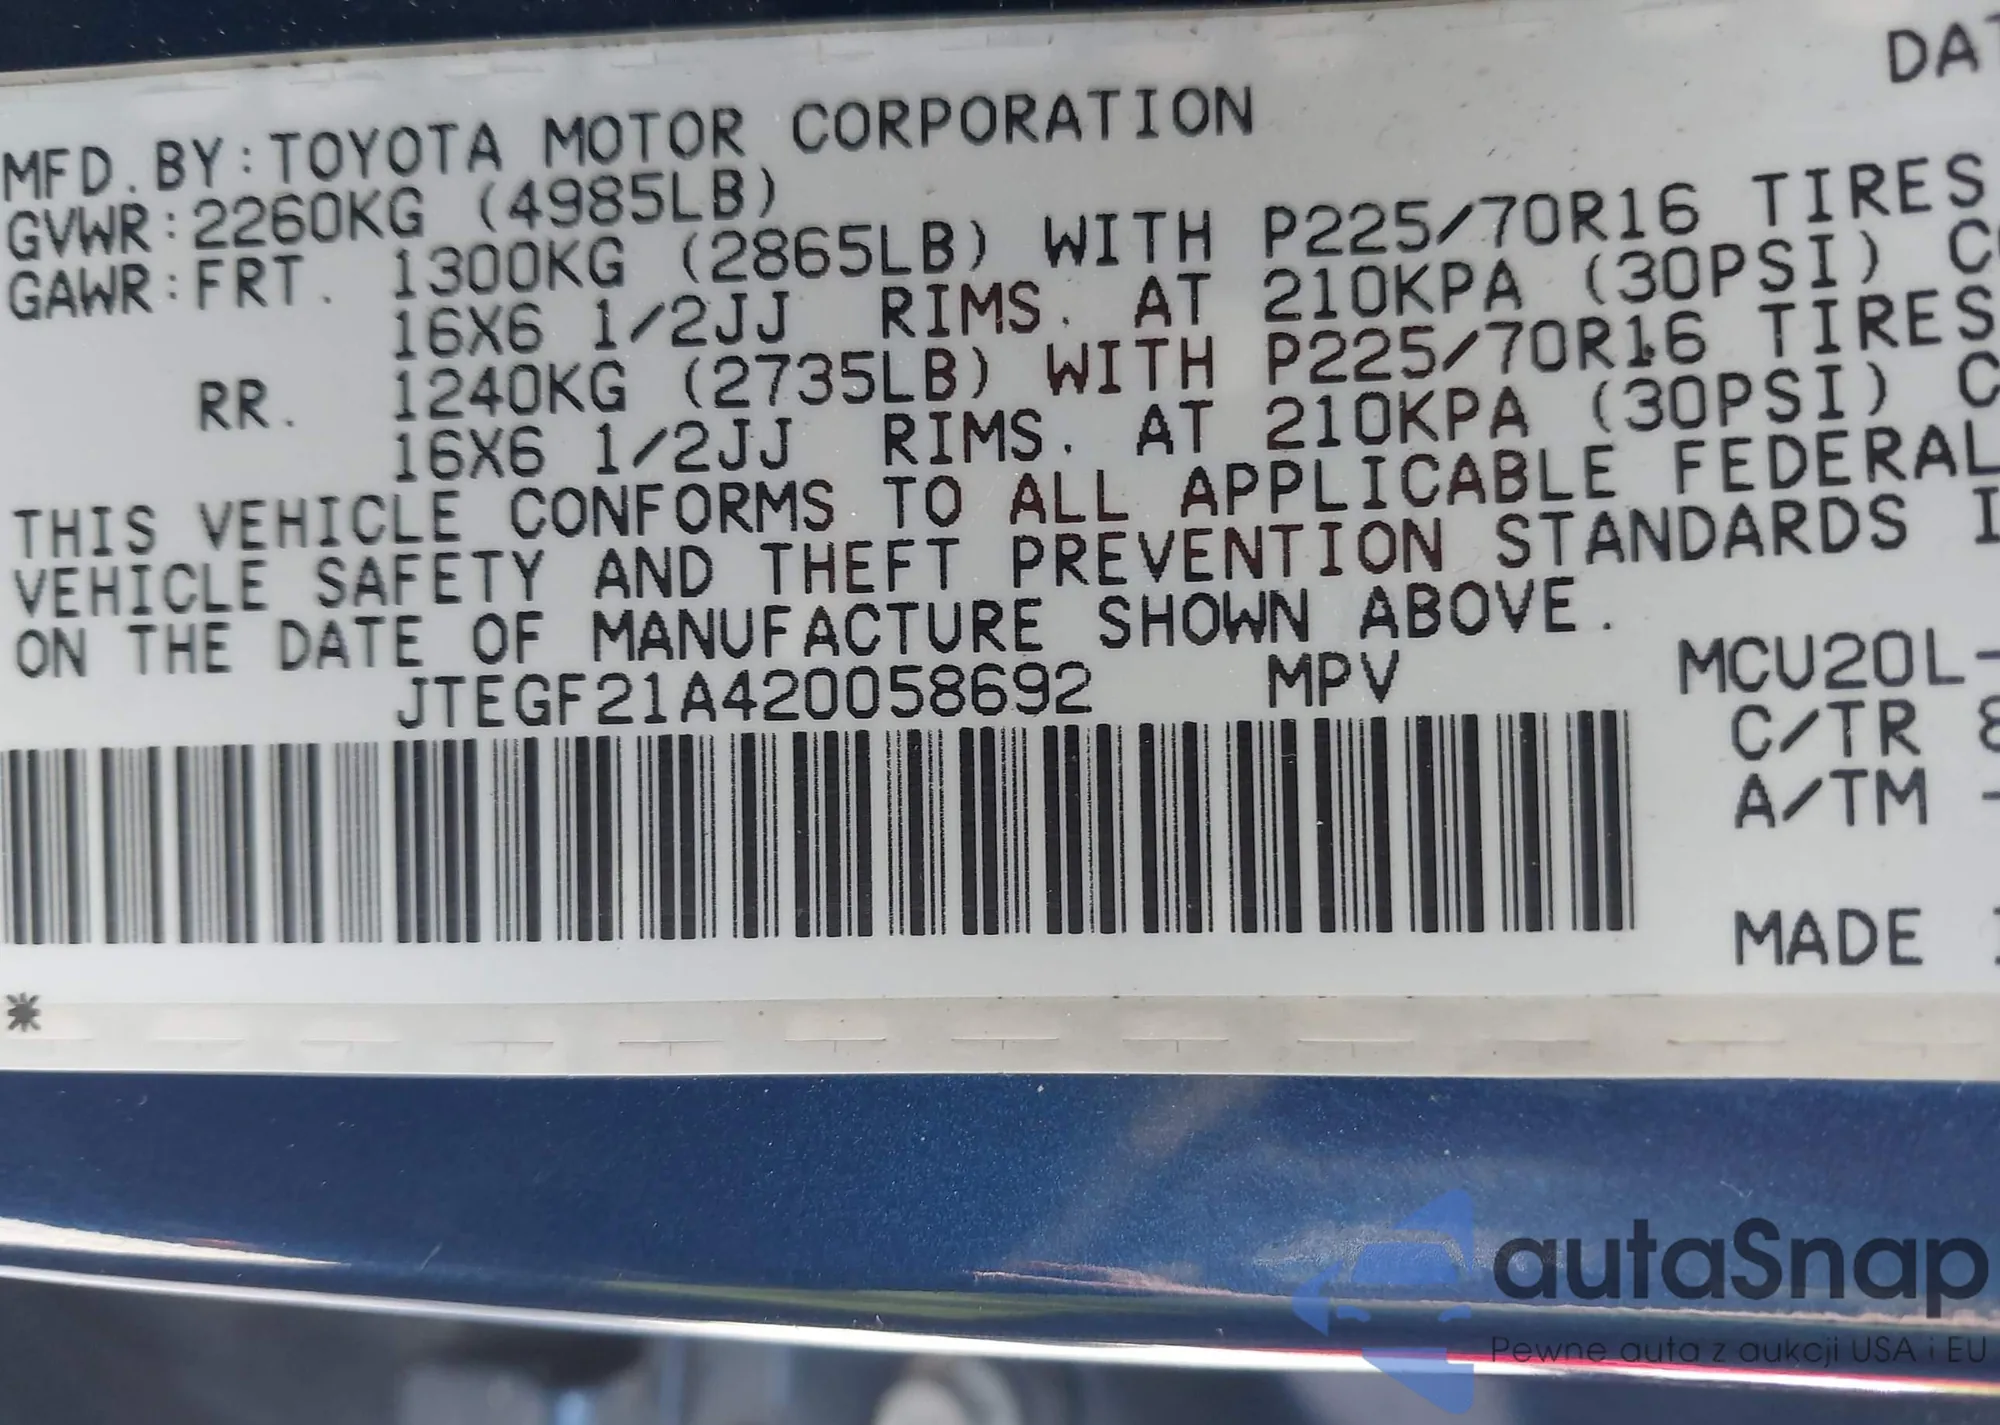 DAT
MFD.BY:TOYOTA MOTOR CORPORATION
GVWR:2260KG (4985LB)
GAWR:FRT. 1300KG (2865LB) WITH P225/70R16 TIRES
16X6 1/2JJ RIMS. AT 210KPA (30PSI) C
RR. 1240KG (2735LB) WITH P225/70R16 TIRES
16X6 1/2JJ RIMS. AT 210KPA (30PSI) C
THIS VEHICLE CONFORMS TO ALL APPLICABLE FEDERAL
VEHICLE SAFETY AND THEFT PREVENTION STANDARDS I
ON THE DATE OF MANUFACTURE SHOWN ABOVE.
JTEGF21A420058692 MPV MCU20L-
C/TR 8
A/TM -
MADE I
*
autaSnap
Pewne auta z aukcji USA i EU